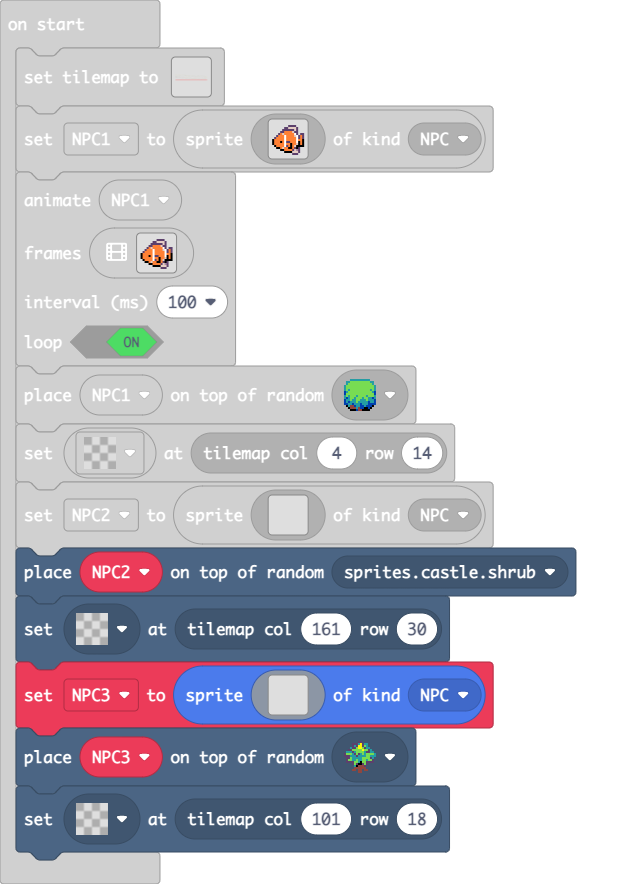 on start
set tilemap to
set NPC1 to sprite of kind NPC
animate NPC1
frames
interval (ms) 100
loop ON
place NPC1 on top of random
set at tilemap col 4 row 14
set NPC2 to sprite of kind NPC
place NPC2 on top of random sprites.castle.shrub
set at tilemap col 161 row 30
set NPC3 to sprite of kind NPC
place NPC3 on top of random
set at tilemap col 101 row 18